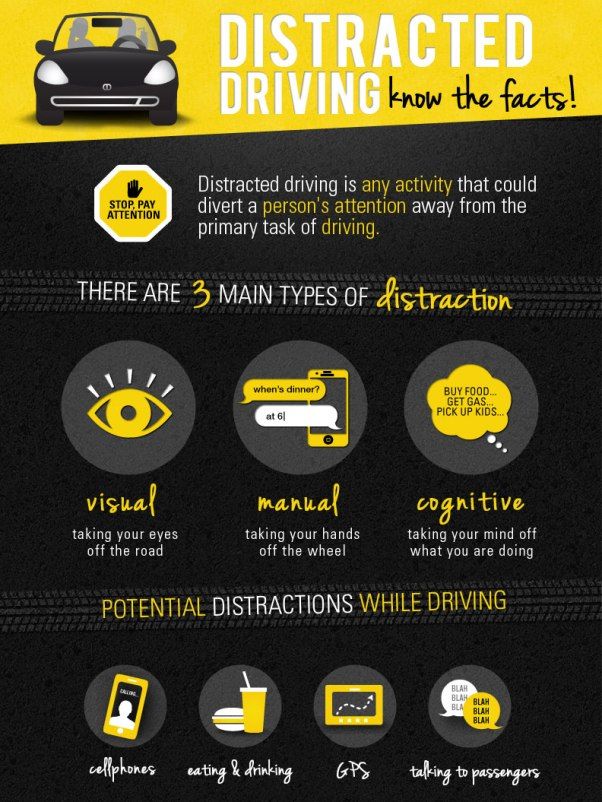 DISTRACTED
DRIVING know the facts!
STOP, PAY
ATTENTION
Distracted driving is any activity that could
divert a person's attention away from the
primary task of driving.
THERE ARE 3 MAIN TYPES OF distraction
when's dinner?
at 6|
BUY FOOD...
GET GAS...
PICK UP KIDS...
visual
manual
cognitive
taking your eyes
off the road
taking your hands
off the wheel
taking your mind off
what you are doing
POTENTIAL DISTRACTIONS WHILE DRIVING
CALLING...
BLAH
BLAH
BLA
BLAH
BLAH
BLAH
cellphones
eating & drinking
GPS
talking to passengers